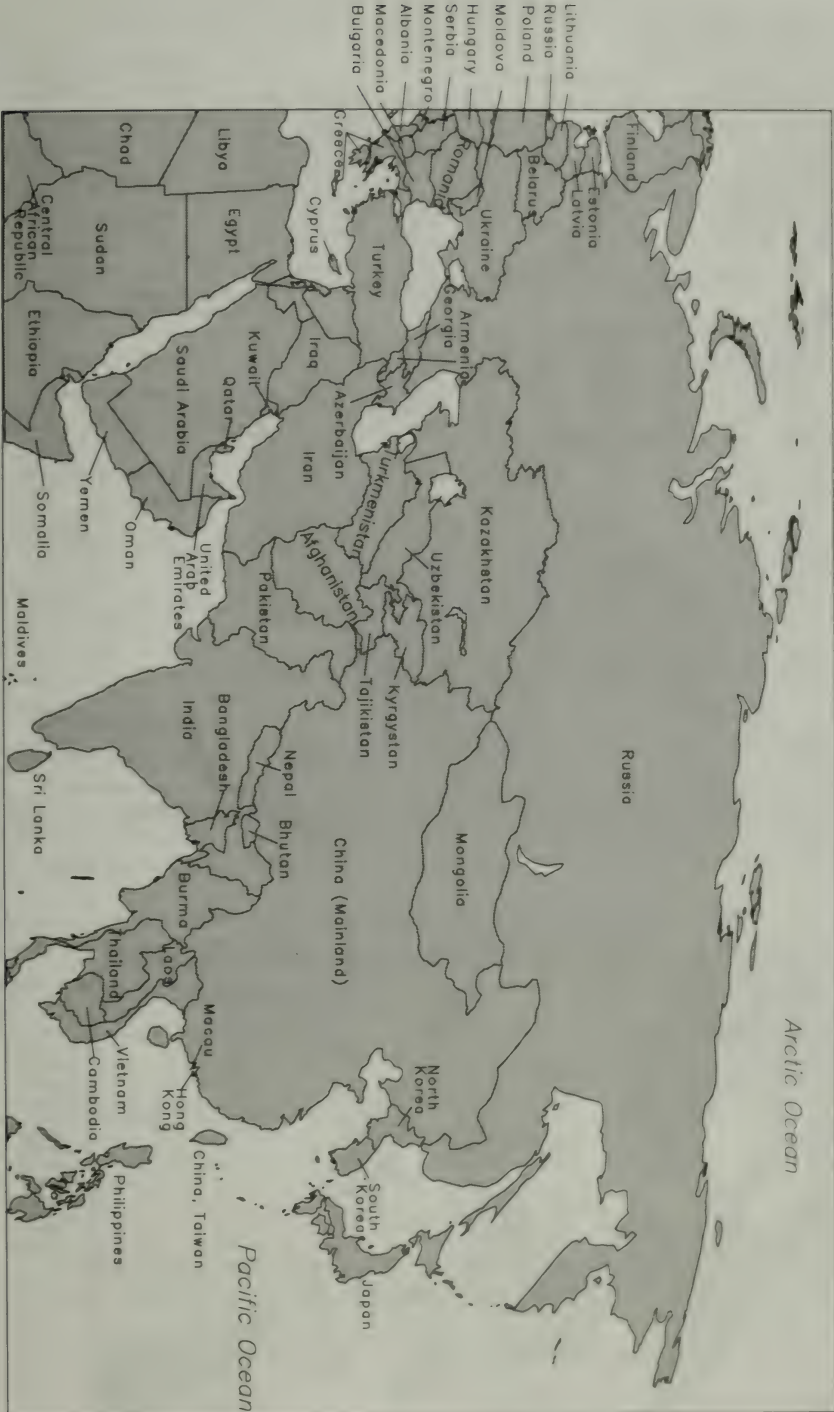 Arctic Ocean
Lithuania
Russia
Poland
Moldova
Hungary
Serbia
Montenegro
Albania
Macedonia
Bulgaria
Finland
Estonia
Latvia
Belarus
Ukraine
Romania
Greece
Russia
Georgia
Armenia
Azerbaijan
Turkey
Cyprus
Kazakhstan
Uzbekistan
Turkmenistan
Kyrgystan
Tajikistan
Afghanistan
Mongolia
China (Mainland)
North
Korea
South
Korea
Japan
Pacific Ocean
Iraq
Iran
Kuwait
Qatar
Saudi Arabia
United
Arab
Emirates
Oman
Yemen
Pakistan
India
Nepal
Bhutan
Bangladesh
Burma
Laos
Thailand
Vietnam
Cambodia
Macau
Hong
Kong
China, Taiwan
Philippines
Sri Lanka
Maldives
Libya
Egypt
Chad
Sudan
Central
African
Republic
Ethiopia
Somalia